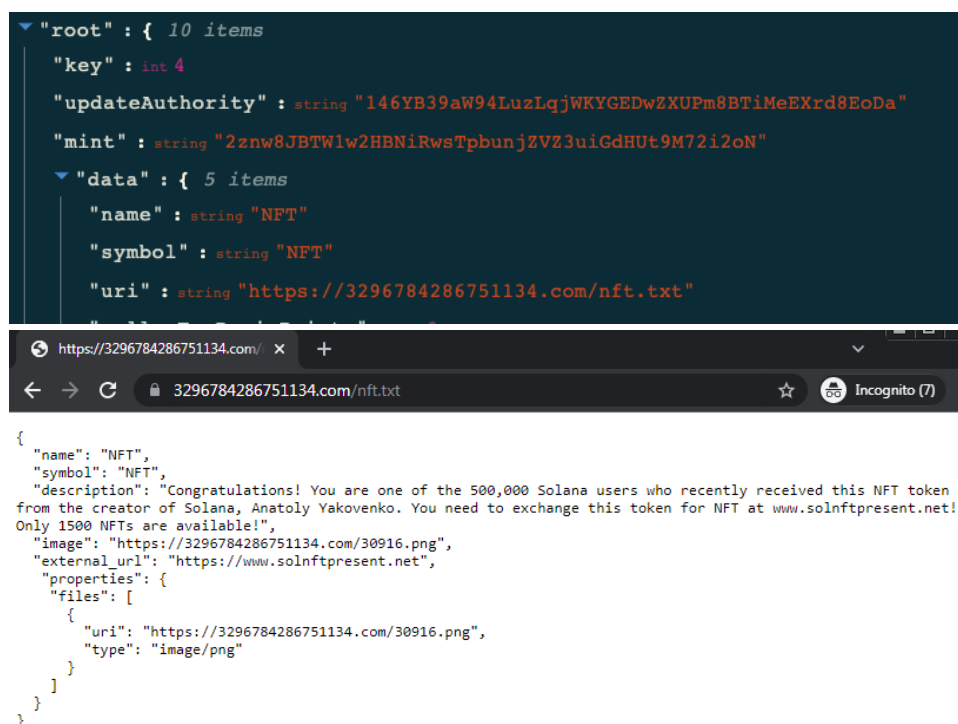 "root" : { 10 items
"key" : int 4
"updateAuthority" : string "146YB39aW94LuzLqjWKYGEDwZXUPm8BTiMeEXrd8EoDa"
"mint" : string "2znw8JBTW1w2HBNiRwsTpbunjZVZ3uiGdHUt9M72i2oN"
"data" : { 5 items
"name" : string "NFT"
"symbol" : string "NFT"
"uri" : string "https://3296784286751134.com/nft.txt"
https://3296784286751134.com/
3296784286751134.com/nft.txt
Incognito (7)
{
"name": "NFT",
"symbol": "NFT",
"description": "Congratulations! You are one of the 500,000 Solana users who recently received this NFT token
from the creator of Solana, Anatoly Yakovenko. You need to exchange this token for NFT at www.solnftpresent.net!
Only 1500 NFTs are available!",
"image": "https://3296784286751134.com/30916.png",
"external_url": "https://www.solnftpresent.net",
"properties": {
"files": [
{
"uri": "https://3296784286751134.com/30916.png",
"type": "image/png"
}
]
}
}